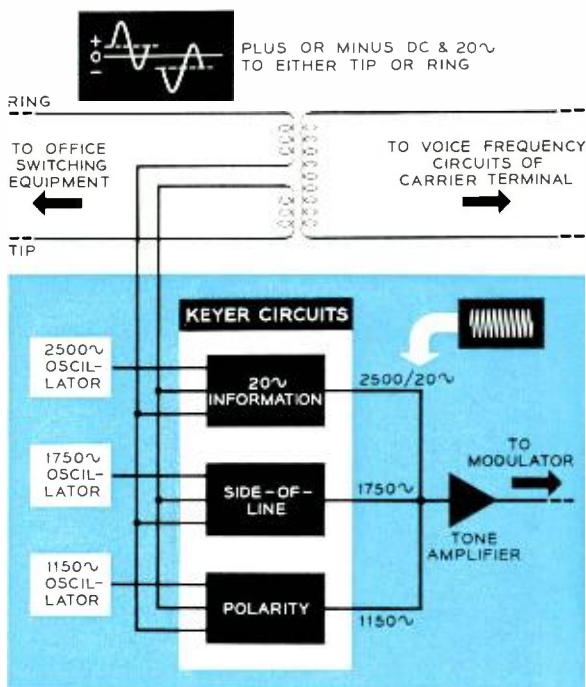 +
0
−
PLUS OR MINUS DC & 20∿
TO EITHER TIP OR RING
RING
TO OFFICE
SWITCHING
EQUIPMENT
TO VOICE FREQUENCY
CIRCUITS OF
CARRIER TERMINAL
TIP
KEYER CIRCUITS
2500∿
OSCIL-
LATOR
20∿
INFORMATION
2500/20∿
1750∿
OSCIL-
LATOR
SIDE-OF-
LINE
1750∿
TO
MODULATOR
TONE
AMPLIFIER
1150∿
OSCIL-
LATOR
POLARITY
1150∿